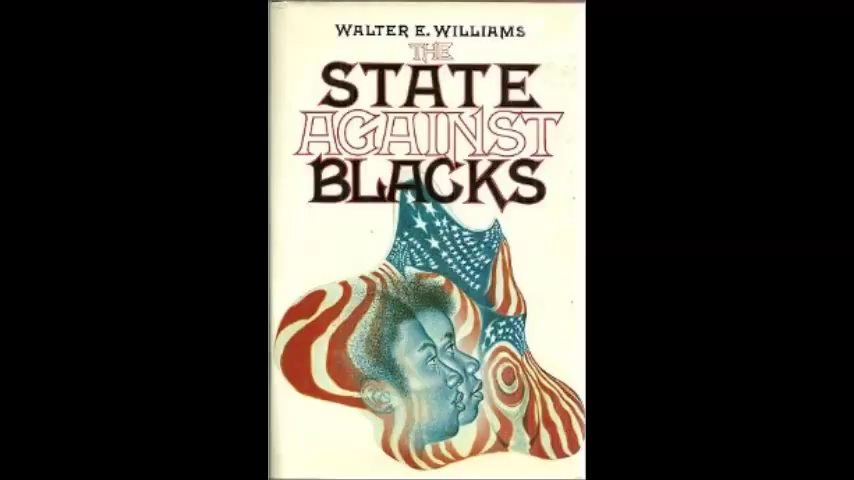 WALTER E. WILLIAMS
THE
STATE
AGAINST
BLACKS